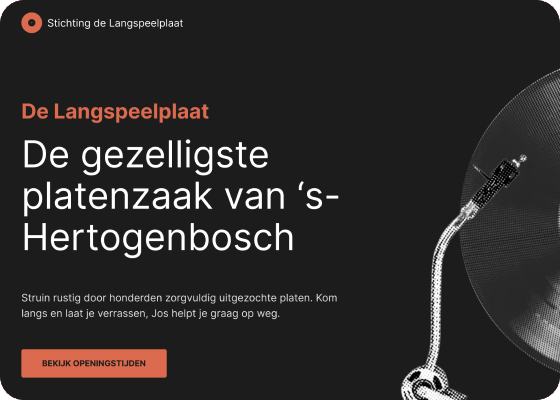 Stichting de Langspeelplaat
De Langspeelplaat
De gezelligste
platenzaak van ‘s-
Hertogenbosch
Struin rustig door honderden zorgvuldig uitgezochte platen. Kom
langs en laat je verrassen, Jos helpt je graag op weg.
BEKIJK OPENINGSTIJDEN